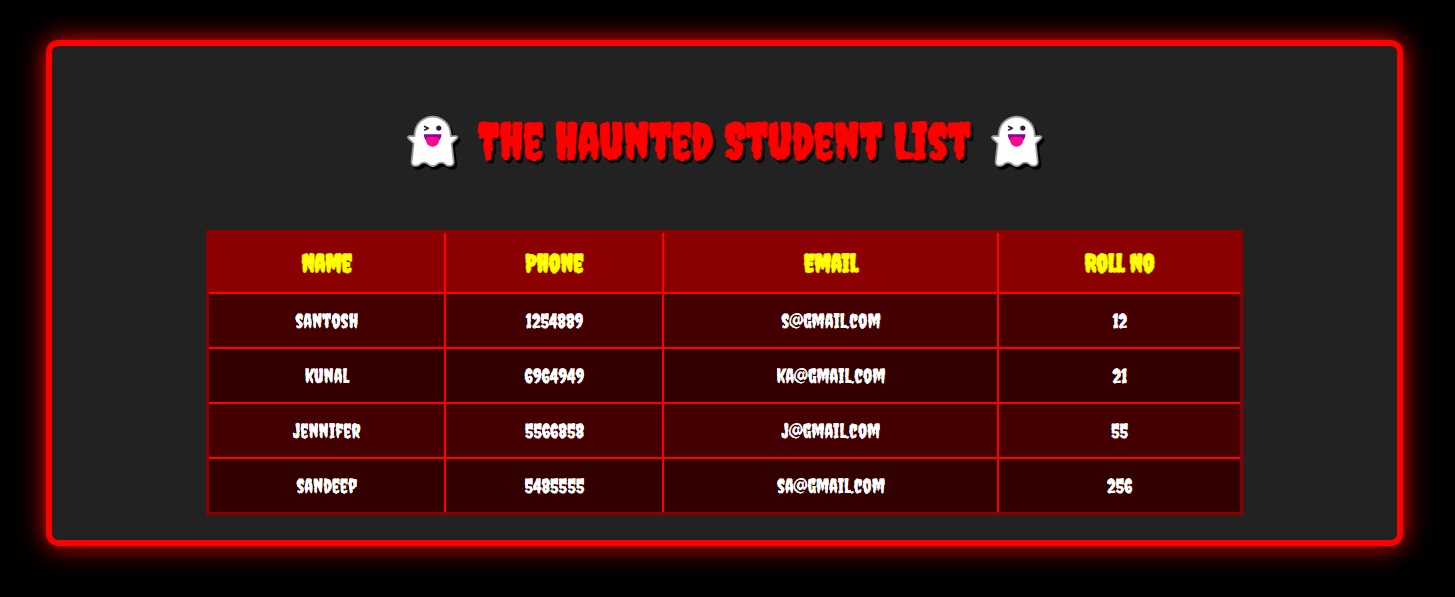 👻 THE HAUNTED STUDENT LIST 👻
NAME PHONE EMAIL ROLL NO
SANTOSH 1254889 S@GMAIL.COM 12
KUNAL 6964949 KA@GMAIL.COM 21
JENNIFER 5566858 J@GMAIL.COM 55
SANDEEP 5485555 SA@GMAIL.COM 256